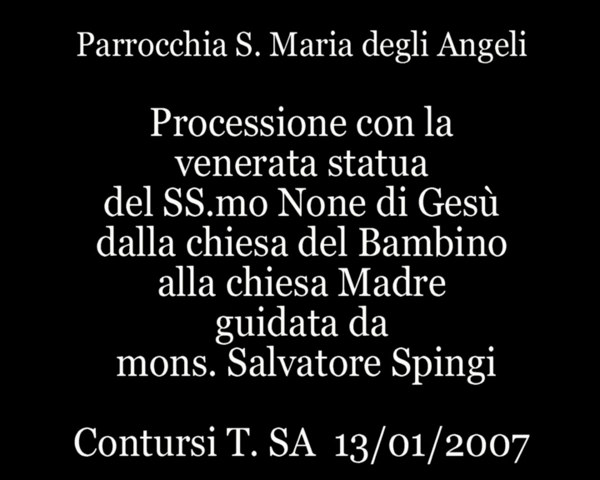 Parrocchia S. Maria degli Angeli
Processione con la
venerata statua
del SS.mo None di Gesù
dalla chiesa del Bambino
alla chiesa Madre
guidata da
mons. Salvatore Spingi
Contursi T. SA 13/01/2007